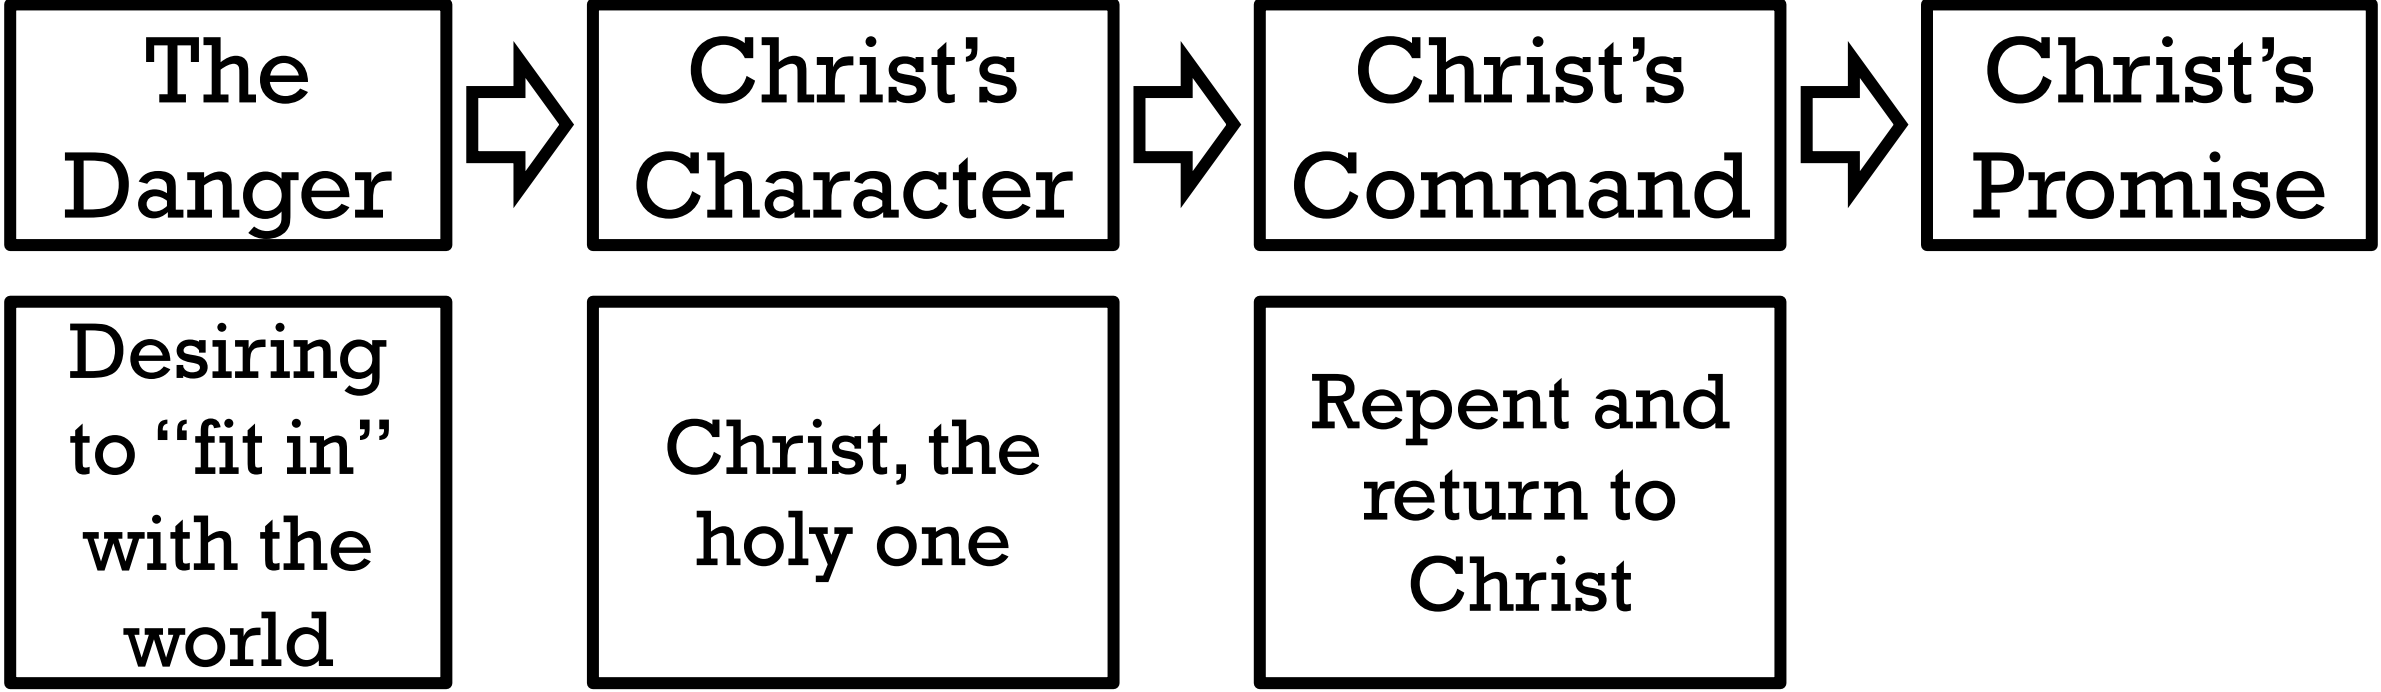 The
Danger
Christ’s
Character
Christ’s
Command
Christ’s
Promise
Desiring
to “fit in”
with the
world
Christ, the
holy one
Repent and
return to
Christ